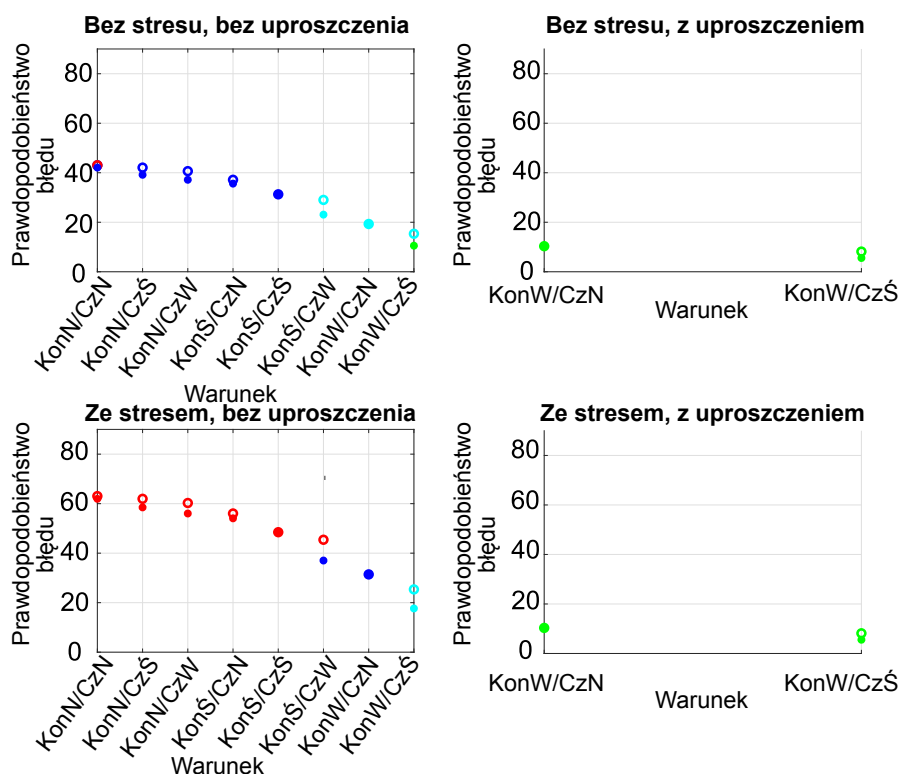 Bez stresu, bez uproszczenia
Prawdopodobieństwo
błędu
80
60
40
20
0
KonN/CzN
KonN/CzŚ
KonN/CzW
KonŚ/CzN
KonŚ/CzŚ
KonŚ/CzW
KonW/CzN
KonW/CzŚ
Warunek
Bez stresu, z uproszczeniem
Prawdopodobieństwo
błędu
80
60
40
20
0
KonW/CzN
KonW/CzŚ
Warunek
Ze stresem, bez uproszczenia
Prawdopodobieństwo
błędu
80
60
40
20
0
KonN/CzN
KonN/CzŚ
KonN/CzW
KonŚ/CzN
KonŚ/CzŚ
KonŚ/CzW
KonW/CzN
KonW/CzŚ
Warunek
Ze stresem, z uproszczeniem
Prawdopodobieństwo
błędu
80
60
40
20
0
KonW/CzN
KonW/CzŚ
Warunek